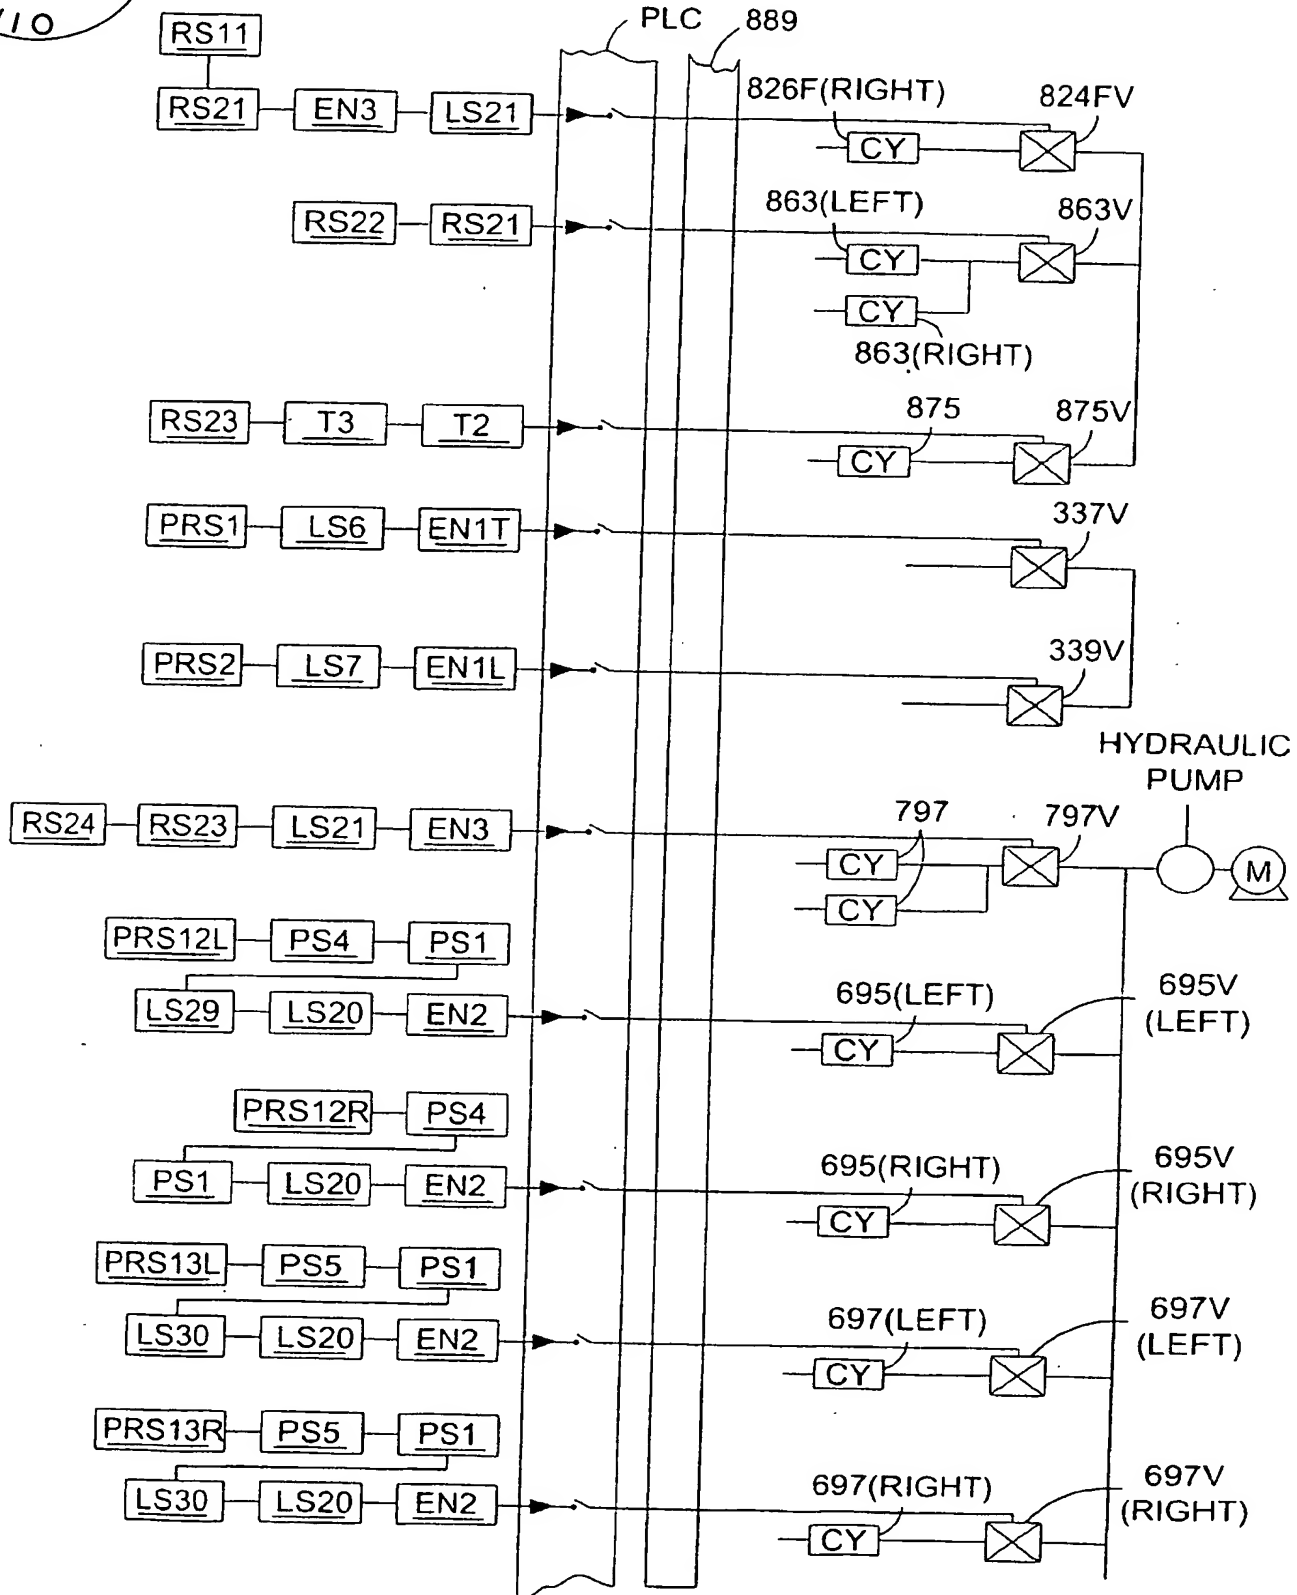 PLC
889
V10
RS11
RS21
EN3
LS21
826F(RIGHT)
824FV
CY
RS22
RS21
863(LEFT)
863V
CY
CY
863(RIGHT)
RS23
T3
T2
875
875V
CY
PRS1
LS6
EN1T
337V
PRS2
LS7
EN1L
339V
HYDRAULIC
PUMP
RS24
RS23
LS21
EN3
797
797V
CY
CY
M
PRS12L
PS4
PS1
LS29
LS20
EN2
695(LEFT)
695V
(LEFT)
CY
PRS12R
PS4
PS1
LS20
EN2
695(RIGHT)
695V
(RIGHT)
CY
PRS13L
PS5
PS1
LS30
LS20
EN2
697(LEFT)
697V
(LEFT)
CY
PRS13R
PS5
PS1
LS30
LS20
EN2
697(RIGHT)
697V
(RIGHT)
CY